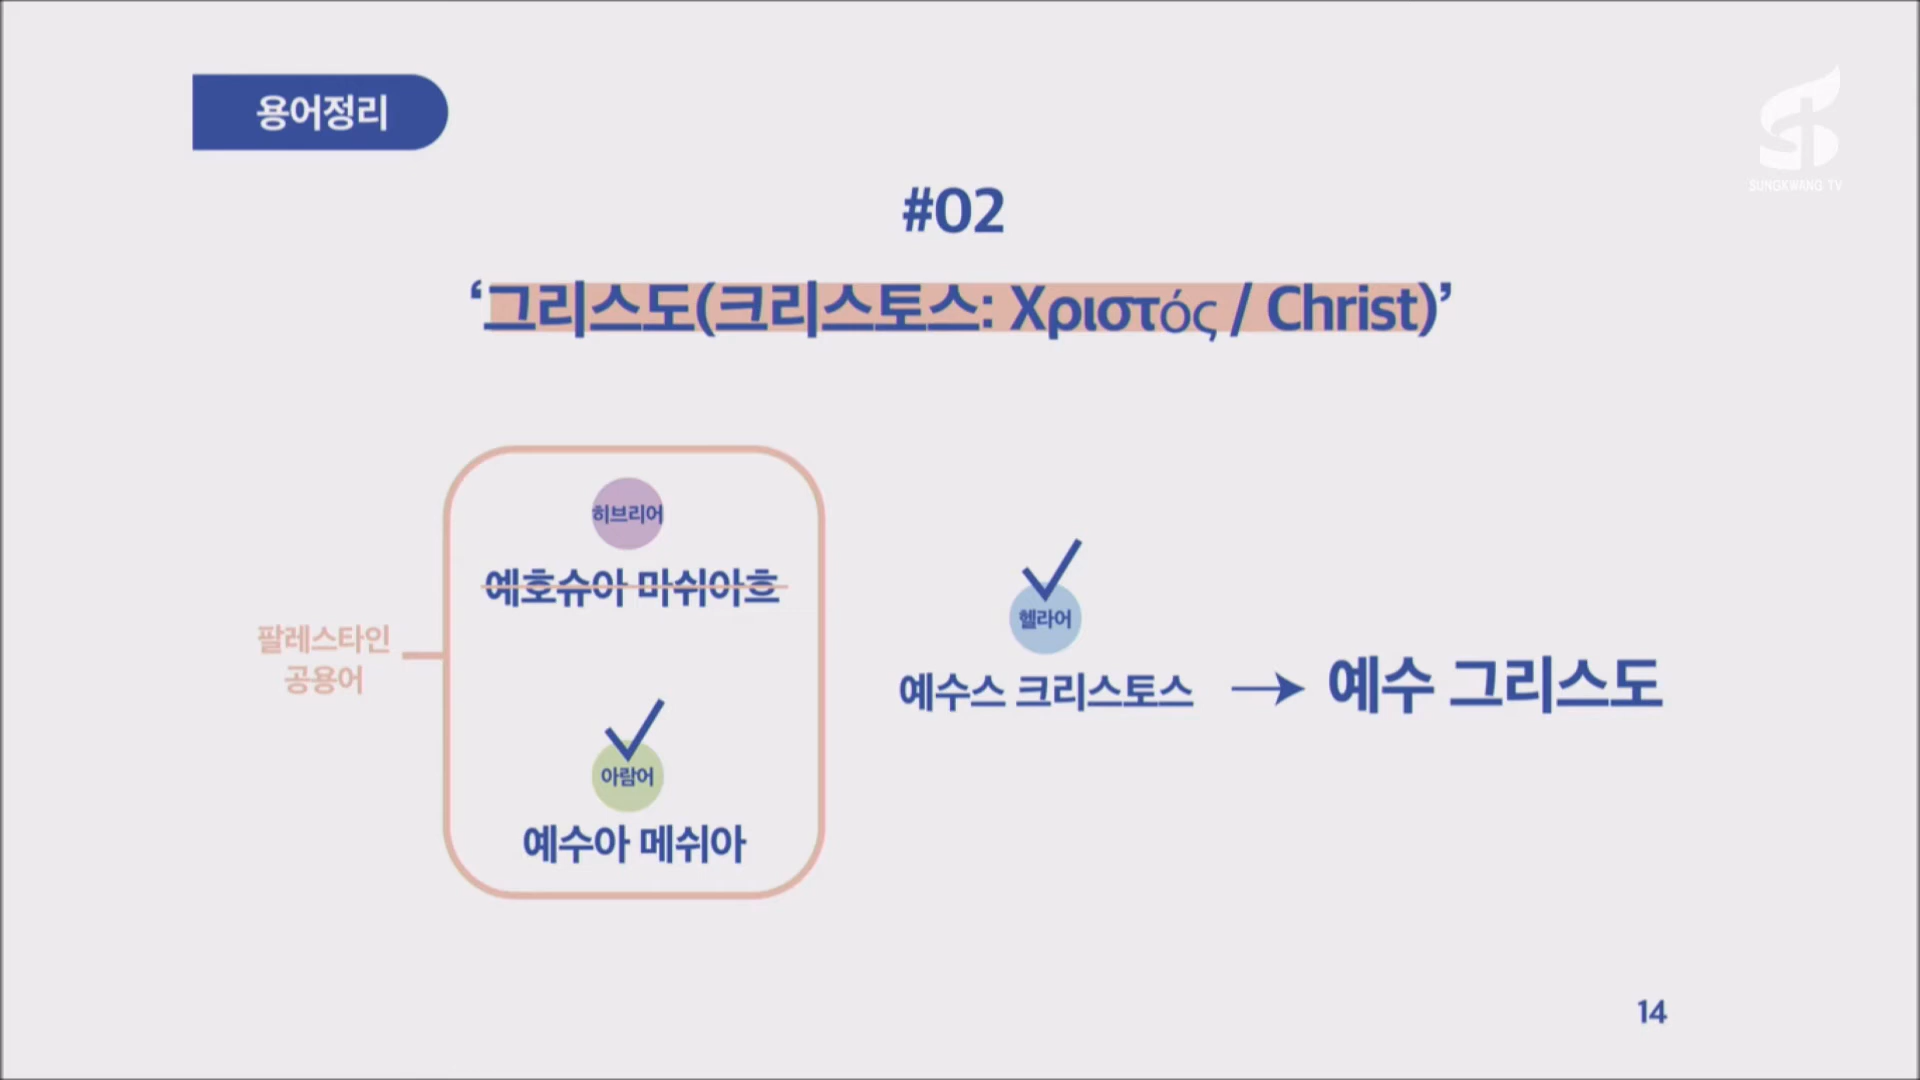 용어정리
SUNGKWANG TV
#02
‘그리스도(크리스토스: Χριστός / Christ)’
히브리어
예호슈아 마쉬아흐
팔레스타인
공용어
아람어
예수아 메쉬아
헬라어
예수스 크리스토스 → 예수 그리스도
14